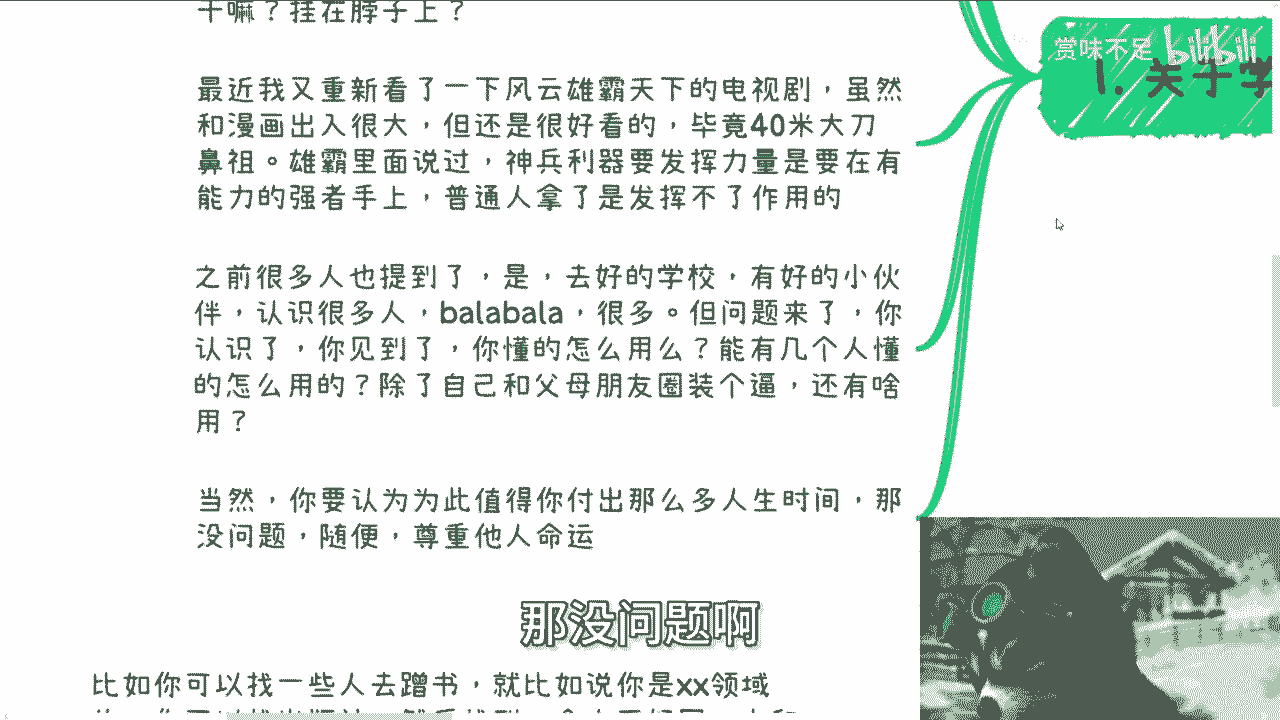 干嘛？挂在脖子上？
最近我又重新看了一下风云雄霸天下的电视剧，虽然
和漫画出入很大，但还是很好看的，毕竟40米大刀
鼻祖。雄霸里面说过，神兵利器要发挥力量是要在有
能力的强者手上，普通人拿了是发挥不了作用的
之前很多人也提到了，是，去好的学校，有好的小伙
伴，认识很多人，balabala，很多。但问题来了，你
认识了，你见到了，你懂的怎么用么？能有几个人懂
的怎么用的？除了自己和父母朋友圈装个逼，还有啥
用？
当然，你要认为为此值得你付出那么多人生时间，那
没问题，随便，尊重他人命运
那没问题啊
比如你可以找一些人去蹭书，就比如说你是xx领域
赏味不足 bilibili
1. 关于学